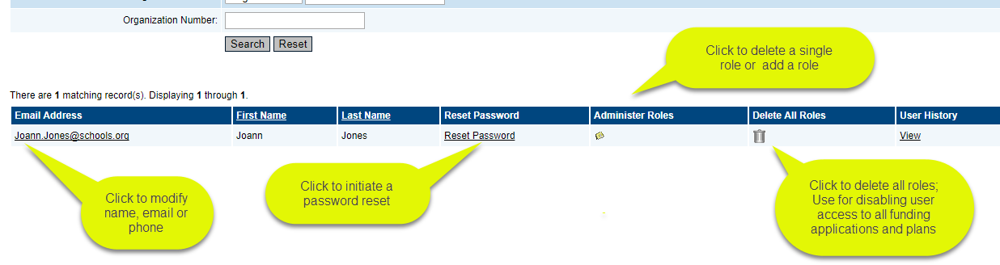 Organization Number:
Search Reset
Click to delete a single
role or add a role
There are 1 matching record(s). Displaying 1 through 1.
Email Address First Name Last Name Reset Password Administer Roles Delete All Roles User History
Joann.Jones@schools.org Joann Jones Reset Password View
Click to modify
name, email or
phone
Click to initiate a
password reset
Click to delete all roles;
Use for disabling user
access to all funding
applications and plans